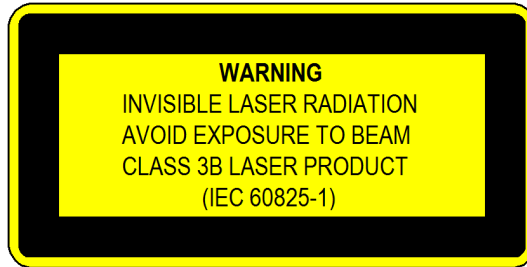 WARNING
INVISIBLE LASER RADIATION
AVOID EXPOSURE TO BEAM
CLASS 3B LASER PRODUCT
(IEC 60825-1)